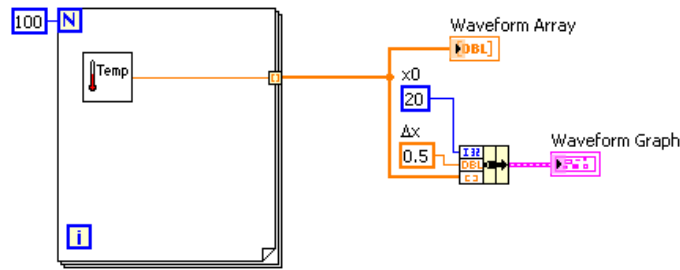 100
N
Temp
i
Waveform Array
DBL]
x0
20
Δx
0.5
I32
DBL
[ ]
Waveform Graph